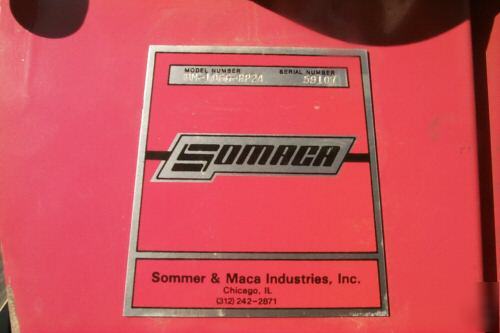 MODEL NUMBER SERIAL NUMBER
59107
SOMACA
Sommer & Maca Industries, Inc.
Chicago, IL
(312) 242-2871